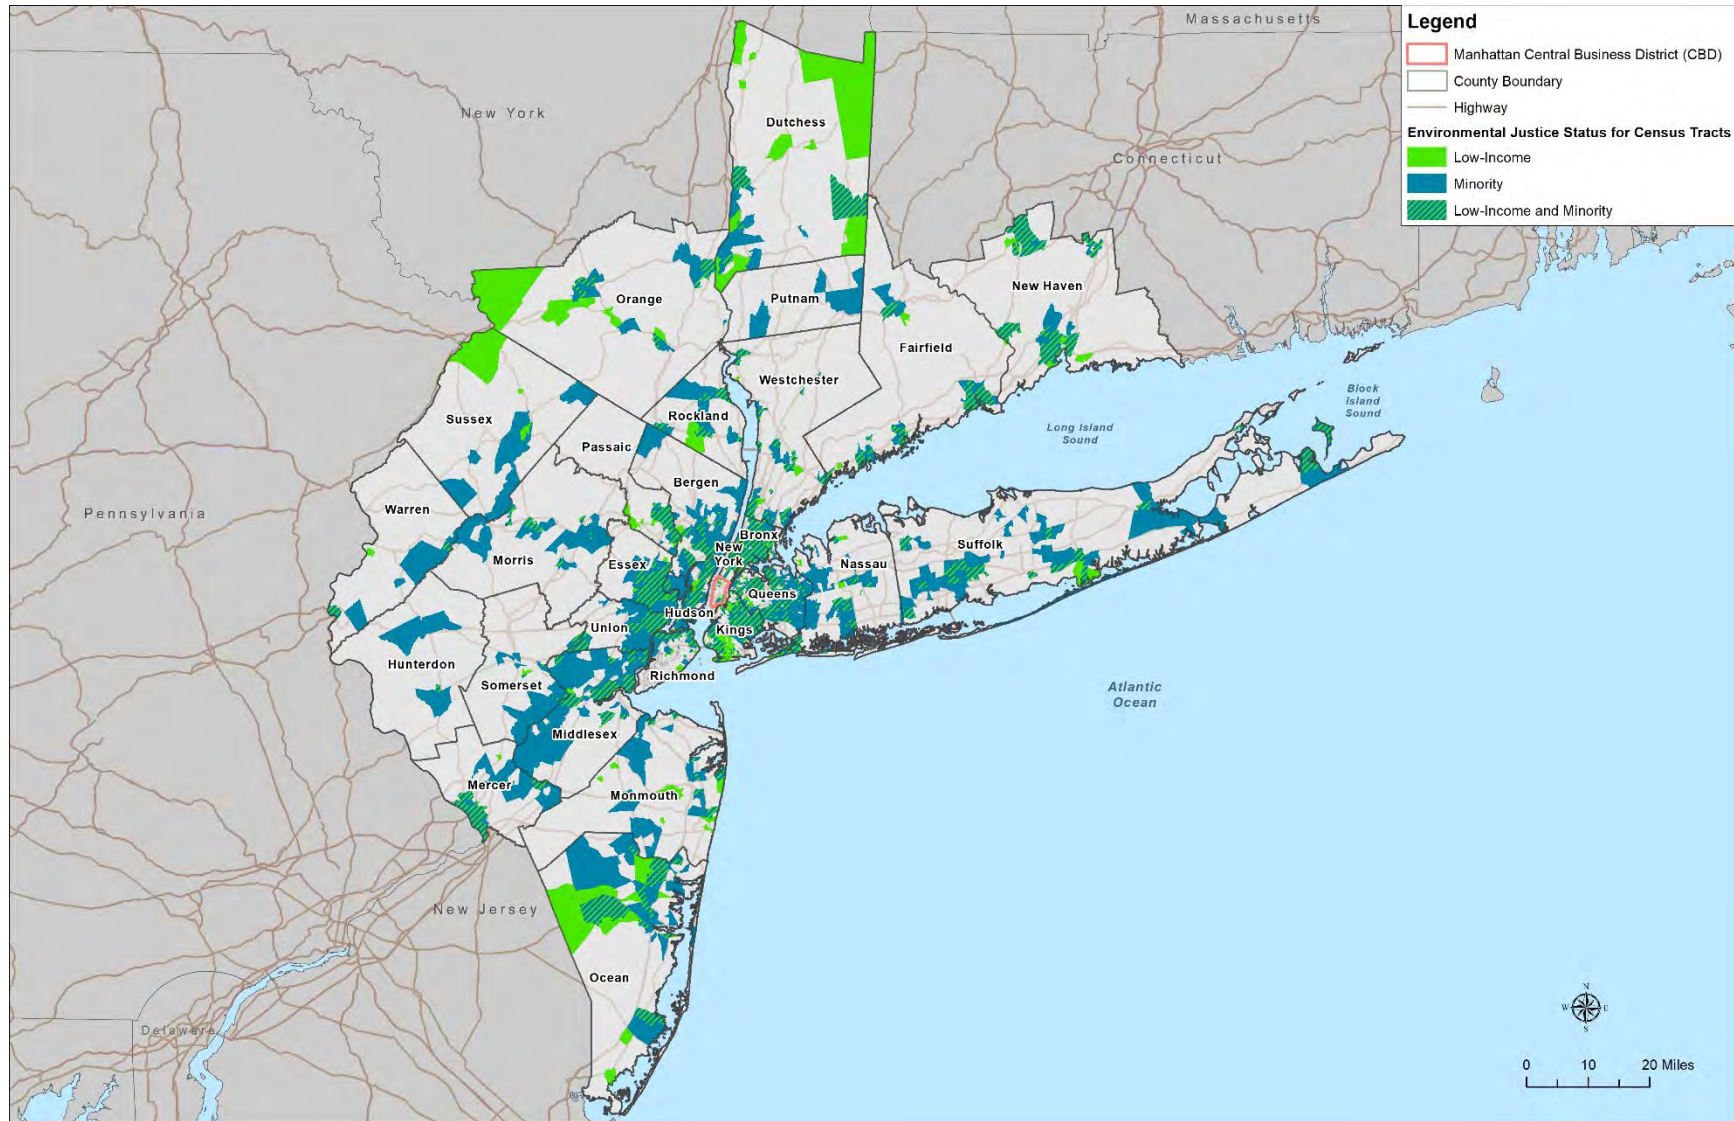 Massachusetts
Legend
Manhattan Central Business District (CBD)
County Boundary
Highway
Environmental Justice Status for Census Tracts
Low-Income
Minority
Low-Income and Minority
New York
Connecticut
Dutchess
Orange
Putnam
New Haven
Fairfield
Westchester
Sussex
Rockland
Passaic
Block
Island
Sound
Long Island
Sound
Bergen
Pennsylvania
Warren
Morris
Essex
Bronx
New
York
Nassau
Suffolk
Queens
Hudson
Union
Kings
Hunterdon
Somerset
Richmond
Atlantic
Ocean
Middlesex
Mercer
Monmouth
New Jersey
Ocean
Delaware
N
W
E
S
0 10 20 Miles